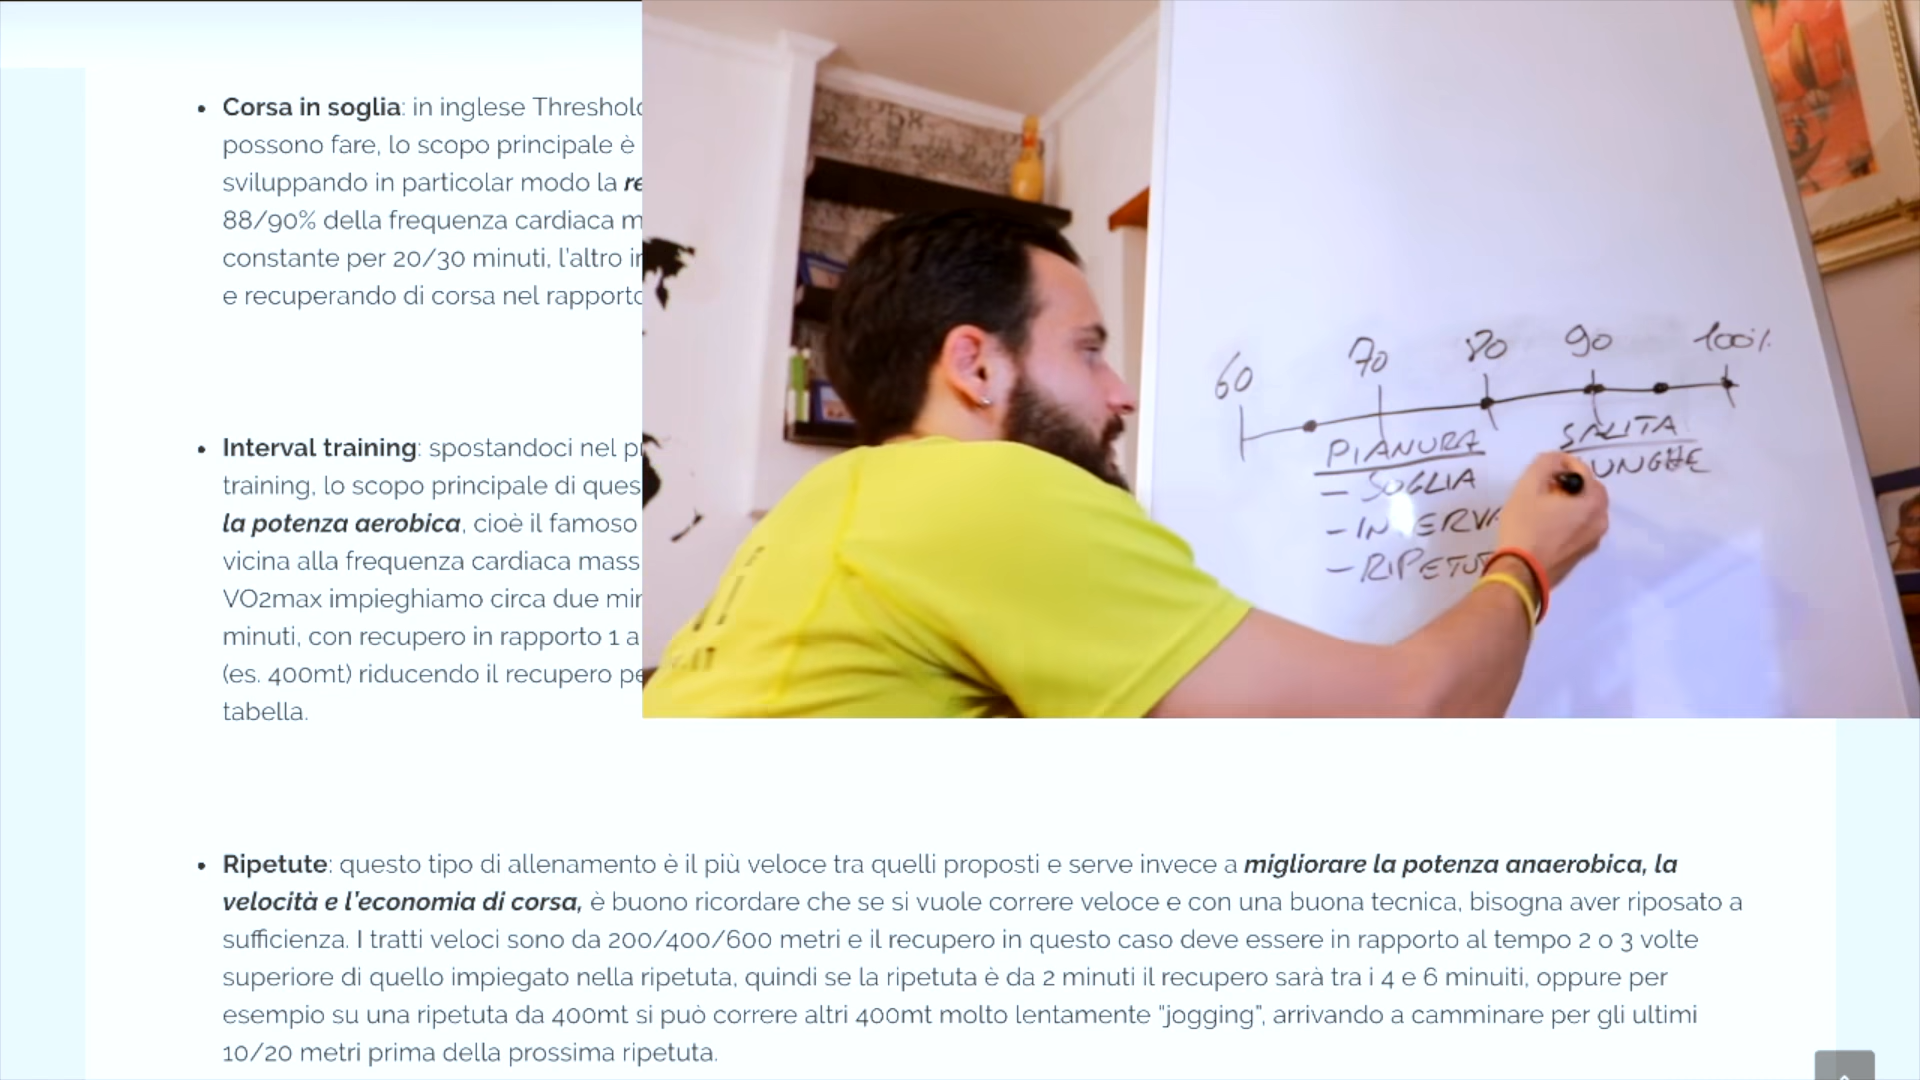 Corsa in soglia: in inglese Threshold
possono fare, lo scopo principale è
sviluppando in particolar modo la re
88/90% della frequenza cardiaca m
constante per 20/30 minuti, l'altro in
e recuperando di corsa nel rapporto
Interval training: spostandoci nel pr
training, lo scopo principale di ques
la potenza aerobica, cioè il famoso
vicina alla frequenza cardiaca mass
VO2max impieghiamo circa due mir
minuti, con recupero in rapporto 1 a
(es. 400mt) riducendo il recupero pe
tabella.
60 70 80 90 100%
PIANURA
- SOGLIA
- INTERVA
- RIPETU
SALITA
UNGHE
Ripetute: questo tipo di allenamento è il più veloce tra quelli proposti e serve invece a migliorare la potenza anaerobica, la
velocità e l'economia di corsa, è buono ricordare che se si vuole correre veloce e con una buona tecnica, bisogna aver riposato a
sufficienza. I tratti veloci sono da 200/400/600 metri e il recupero in questo caso deve essere in rapporto al tempo 2 o 3 volte
superiore di quello impiegato nella ripetuta, quindi se la ripetuta è da 2 minuti il recupero sarà tra i 4 e 6 minuiti, oppure per
esempio su una ripetuta da 400mt si può correre altri 400mt molto lentamente "jogging", arrivando a camminare per gli ultimi
10/20 metri prima della prossima ripetuta.